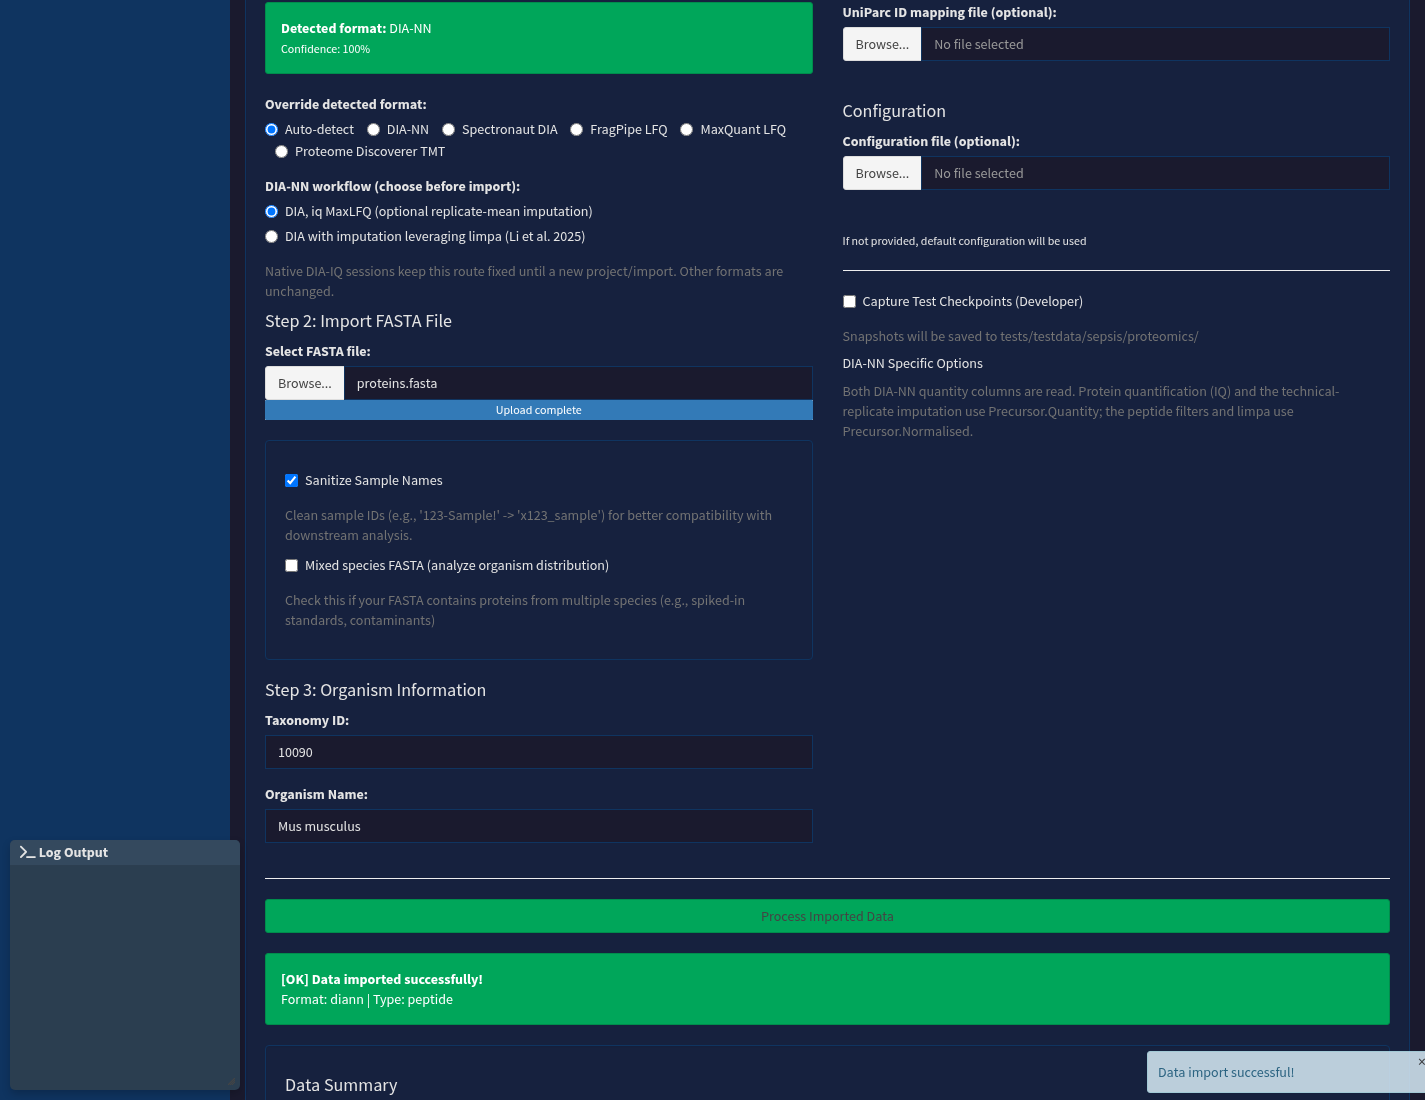 Detected format: DIA-NN
Confidence: 100%
Override detected format:
Auto-detect DIA-NN Spectronaut DIA FragPipe LFQ MaxQuant LFQ
Proteome Discoverer TMT
DIA-NN workflow (choose before import):
DIA, iq MaxLFQ (optional replicate-mean imputation)
DIA with imputation leveraging limpa (Li et al. 2025)
Native DIA-IQ sessions keep this route fixed until a new project/import. Other formats are
unchanged.
Step 2: Import FASTA File
Select FASTA file:
Browse... proteins.fasta
Upload complete
Sanitize Sample Names
Clean sample IDs (e.g., '123-Sample!' -> 'x123_sample') for better compatibility with
downstream analysis.
Mixed species FASTA (analyze organism distribution)
Check this if your FASTA contains proteins from multiple species (e.g., spiked-in
standards, contaminants)
Step 3: Organism Information
Taxonomy ID:
10090
Organism Name:
Mus musculus
UniParc ID mapping file (optional):
Browse... No file selected
Configuration
Configuration file (optional):
Browse... No file selected
If not provided, default configuration will be used
Capture Test Checkpoints (Developer)
Snapshots will be saved to tests/testdata/sepsis/proteomics/
DIA-NN Specific Options
Both DIA-NN quantity columns are read. Protein quantification (IQ) and the technical-
replicate imputation use Precursor.Quantity; the peptide filters and limpa use
Precursor.Normalised.
Log Output
Process Imported Data
[OK] Data imported successfully!
Format: diann | Type: peptide
Data Summary
Data import successful!
×